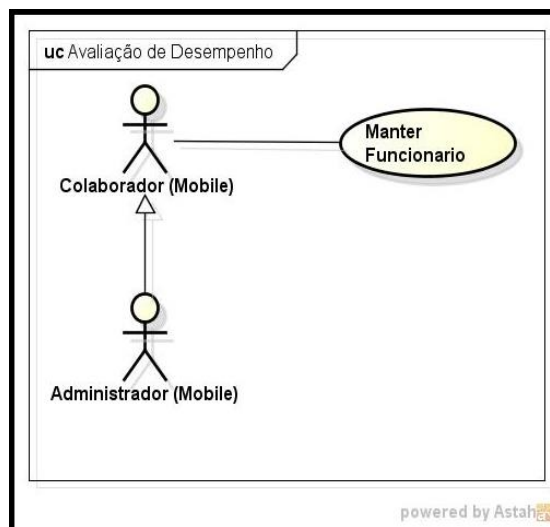 uc Avaliação de Desempenho
Manter
Funcionario
Colaborador (Mobile)
Administrador (Mobile)
powered by Astah